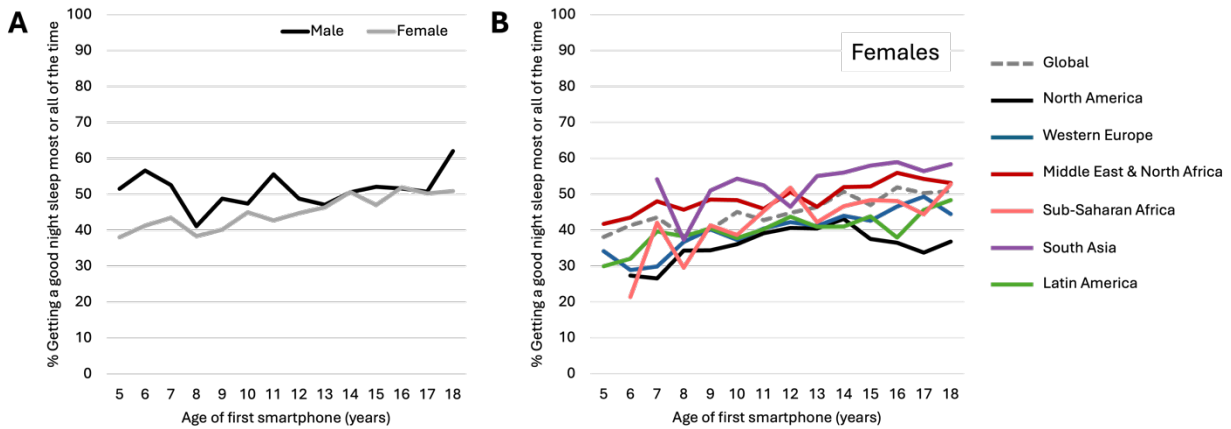 A
% Getting a good night sleep most or all of the time
100
90
80
70
60
50
40
30
20
10
0
Male Female
5 6 7 8 9 10 11 12 13 14 15 16 17 18
Age of first smartphone (years)
B
% Getting a good night sleep most or all of the time
100
90
80
70
60
50
40
30
20
10
0
Females
5 6 7 8 9 10 11 12 13 14 15 16 17 18
Age of first smartphone (years)
Global
North America
Western Europe
Middle East & North Africa
Sub-Saharan Africa
South Asia
Latin America